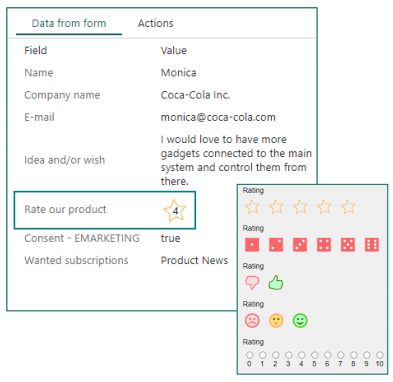 Data from form Actions
Field Value
Name Monica
Company name Coca-Cola Inc.
E-mail monica@coca-cola.com
Idea and/or wish I would love to have more
gadgets connected to the main
system and control them from
there.
Rate our product 4
Consent - EMARKETING true
Wanted subscriptions Product News
Rating
Rating
Rating
Rating
Rating
0 1 2 3 4 5 6 7 8 9 10